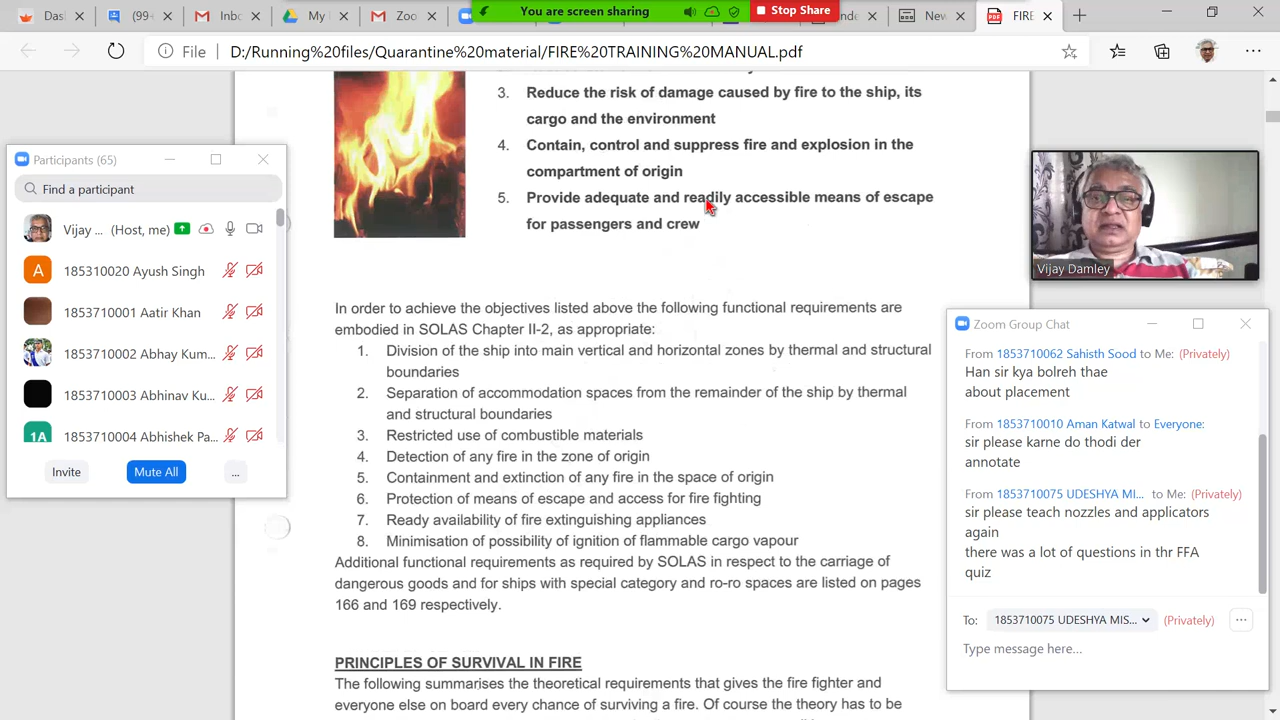 Das
(99
Inbo
My
Zoo
You are screen sharing
Stop Share
New
FIRE
File
D:/Running%20files/Quarantine%20material/FIRE%20TRAINING%20MANUAL.pdf
3. Reduce the risk of damage caused by fire to the ship, its
cargo and the environment
4. Contain, control and suppress fire and explosion in the
compartment of origin
5. Provide adequate and readily accessible means of escape
for passengers and crew
In order to achieve the objectives listed above the following functional requirements are
embodied in SOLAS Chapter II-2, as appropriate:
1. Division of the ship into main vertical and horizontal zones by thermal and structural
boundaries
2. Separation of accommodation spaces from the remainder of the ship by thermal
and structural boundaries
3. Restricted use of combustible materials
4. Detection of any fire in the zone of origin
5. Containment and extinction of any fire in the space of origin
6. Protection of means of escape and access for fire fighting
7. Ready availability of fire extinguishing appliances
8. Minimisation of possibility of ignition of flammable cargo vapour
Additional functional requirements as required by SOLAS in respect to the carriage of
dangerous goods and for ships with special category and ro-ro spaces are listed on pages
166 and 169 respectively.
PRINCIPLES OF SURVIVAL IN FIRE
The following summarises the theoretical requirements that gives the fire fighter and
everyone else on board every chance of surviving a fire. Of course the theory has to be
Participants (65)
Find a participant
Vijay ... (Host, me)
A
185310020 Ayush Singh
1853710001 Aatir Khan
1853710002 Abhay Kum...
1853710003 Abhinav Ku...
1A
1853710004 Abhishek Pa...
Invite
Mute All
...
Vijay Damley
Zoom Group Chat
From 1853710062 Sahisth Sood to Me: (Privately)
Han sir kya bolreh thae
about placement
From 1853710010 Aman Katwal to Everyone:
sir please karne do thodi der
annotate
From 1853710075 UDESHYA MI... to Me: (Privately)
sir please teach nozzles and applicators
again
there was a lot of questions in thr FFA
quiz
To: 1853710075 UDESHYA MIS... (Privately)
Type message here...